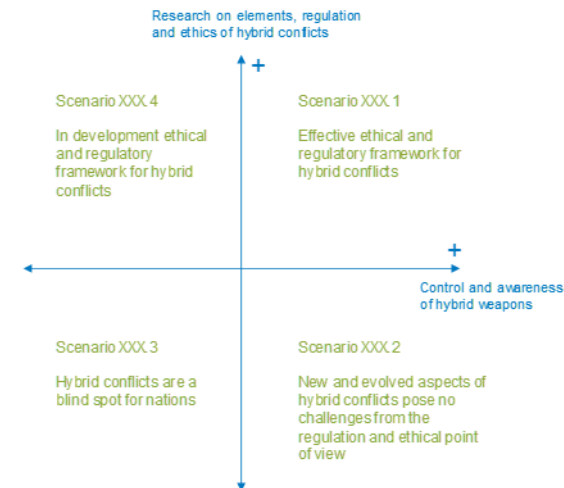 Research on elements, regulation
and ethics of hybrid conflicts
+
Scenario XXX.4
In development ethical
and regulatory
framework for hybrid
conflicts
Scenario XXX.1
Effective ethical and
regulatory framework for
hybrid conflicts
+
Control and awareness
of hybrid weapons
Scenario XXX.3
Hybrid conflicts are a
blind spot for nations
Scenario XXX.2
New and evolved aspects of
hybrid conflicts pose no
challenges from the
regulation and ethical point
of view